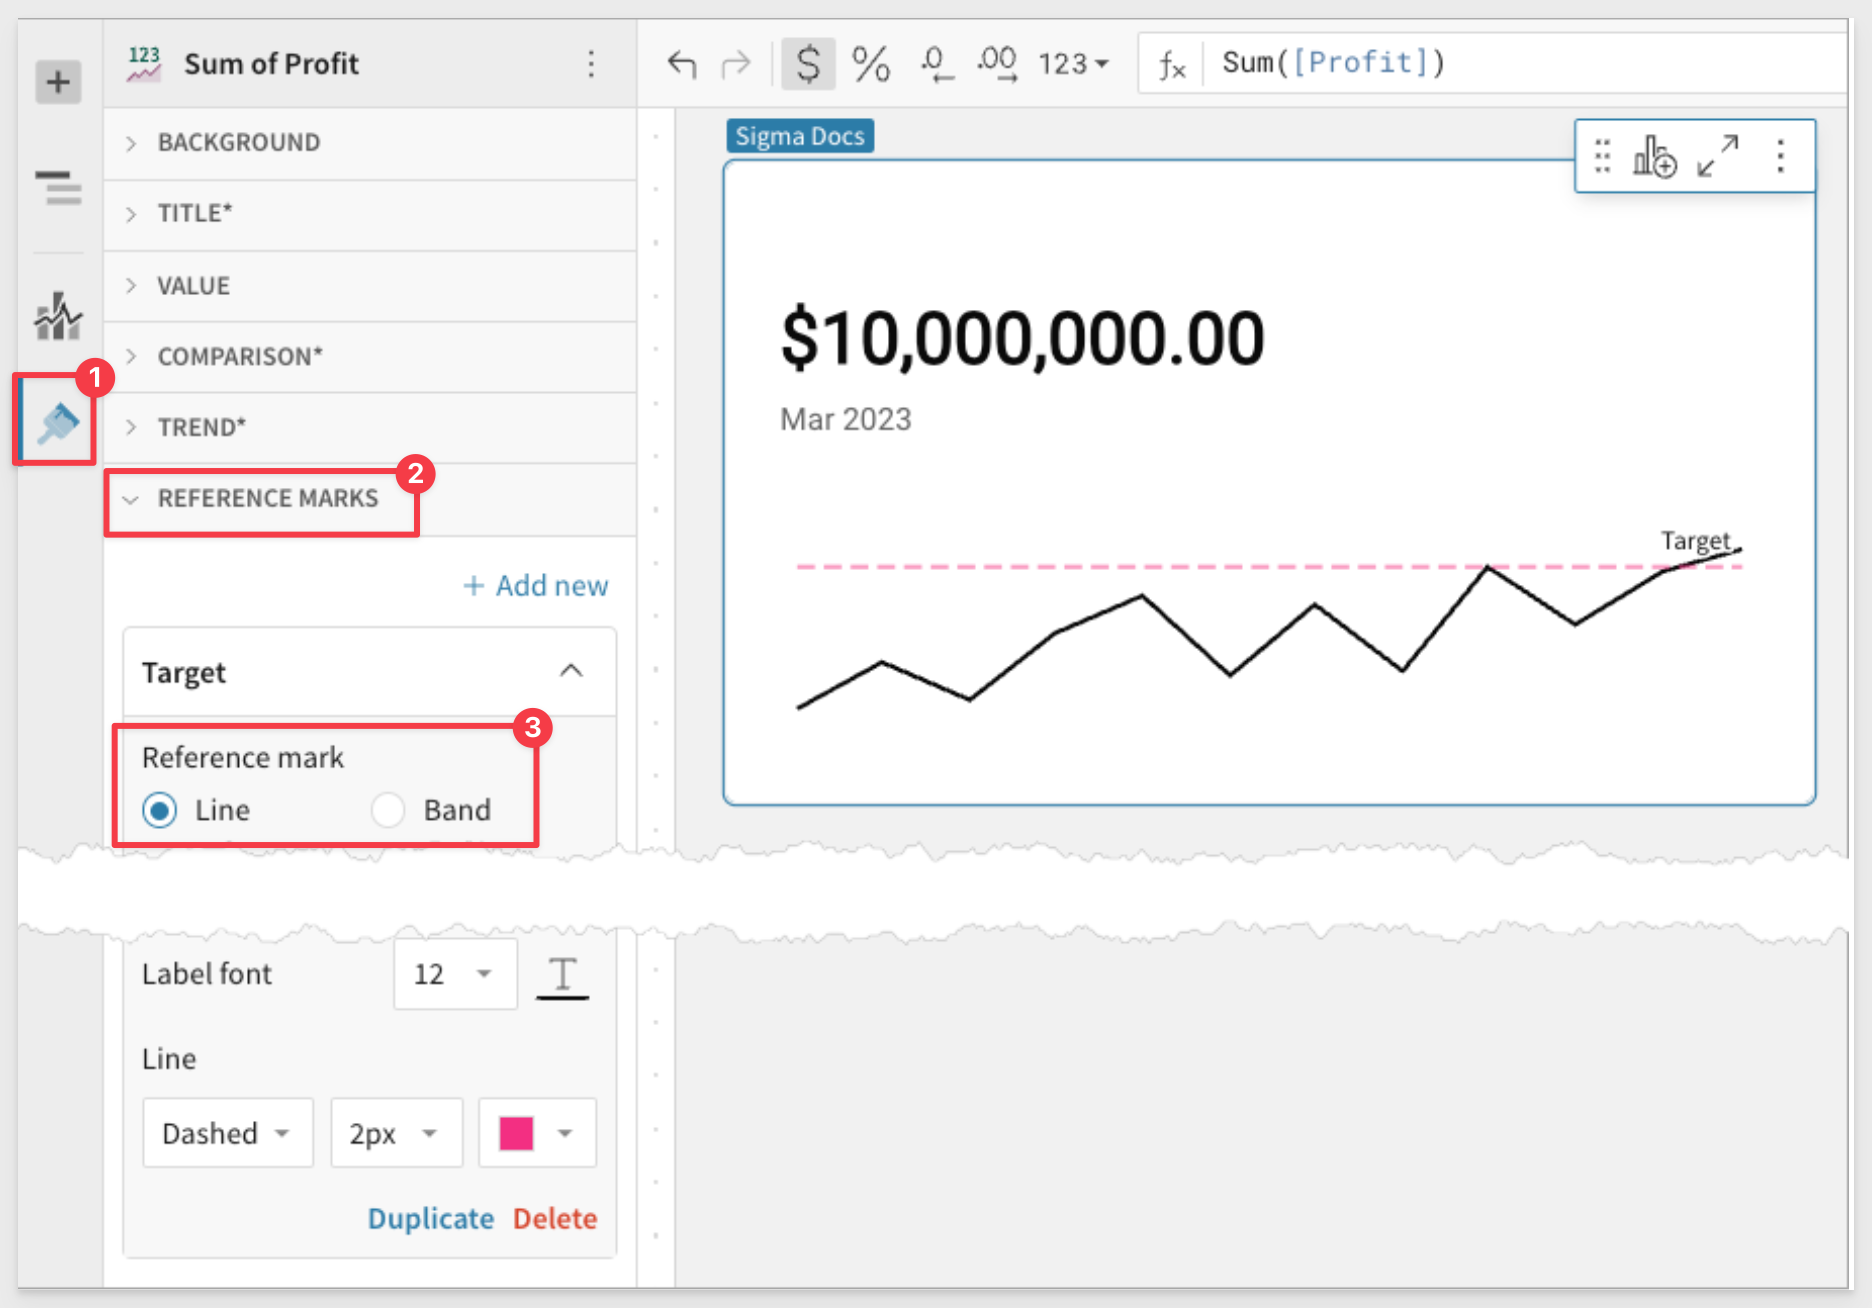 123
Sum of Profit
$ % .0 .00 123
fx Sum([Profit])
BACKGROUND
TITLE*
VALUE
COMPARISON*
TREND*
REFERENCE MARKS
1
2
+ Add new
Target
3
Reference mark
Line
Band
Label font
12
T
Line
Dashed
2px
Duplicate
Delete
Sigma Docs
$10,000,000.00
Mar 2023
Target